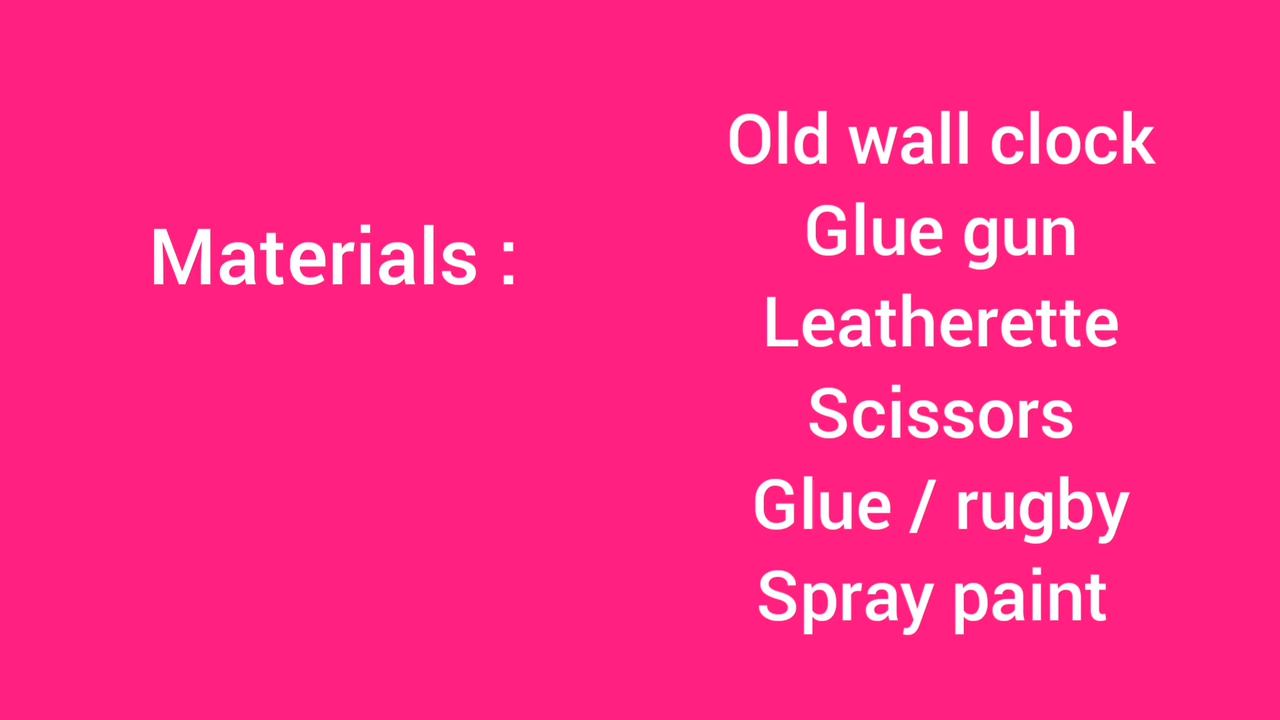 Materials :
Old wall clock
Glue gun
Leatherette
Scissors
Glue / rugby
Spray paint